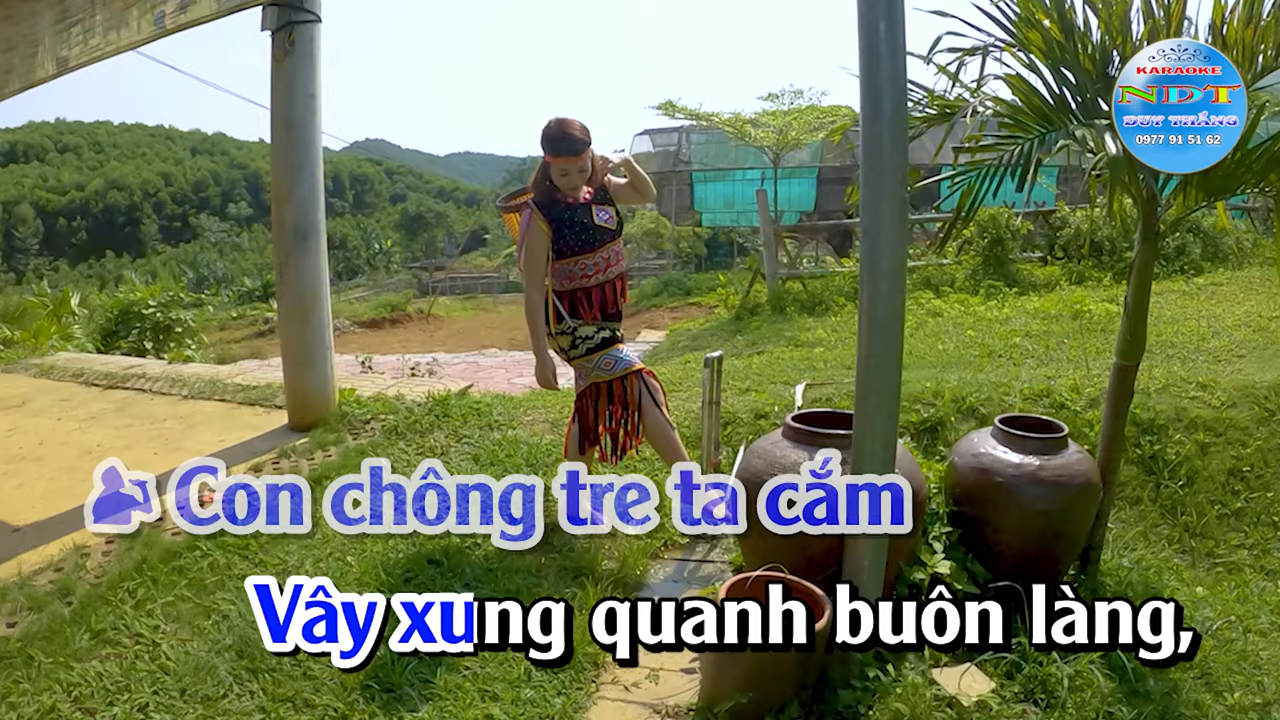 KARAOKE
NDT
DUY THẮNG
0977 91 51 62
Con chông tre ta cắm
Vây xung quanh buôn làng,